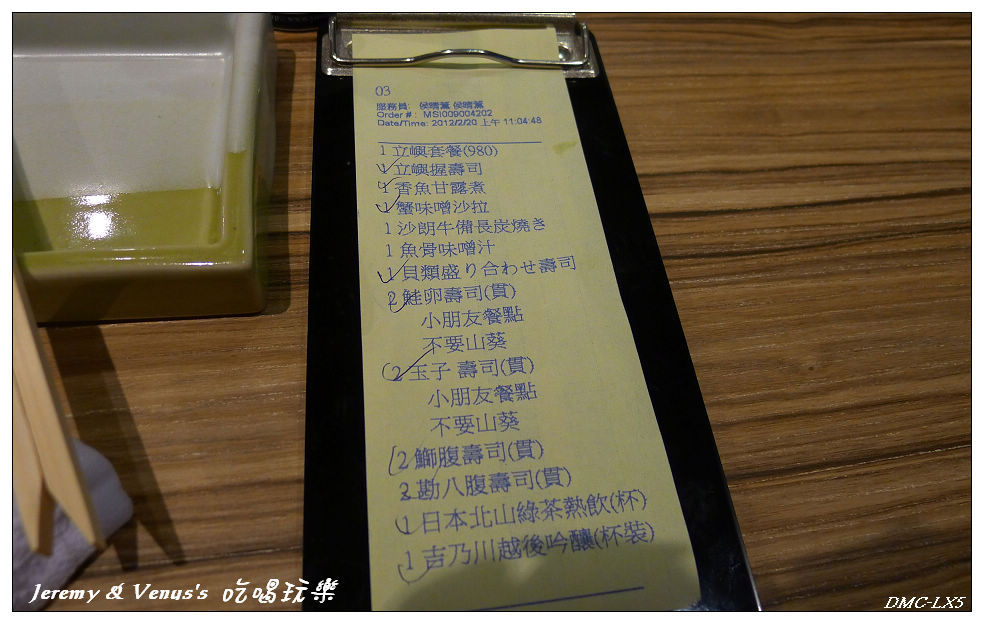 03
服務員: 侯晴薰 侯晴薰
Order #: MSI009004202
Date/Time: 2012/2/20 上午 11:04:48
1 立嶼套餐(980)
1 立嶼握壽司
1 香魚甘露煮
1 蟹味噌沙拉
1 沙朗牛備長炭燒き
1 魚骨味噌汁
1 貝類盛り合わせ壽司
2 鮭卵壽司(貫)
小朋友餐點
不要山葵
2 玉子 壽司(貫)
小朋友餐點
不要山葵
2 鰤腹壽司(貫)
2 勘八腹壽司(貫)
1 日本北山綠茶熱飲(杯)
1 吉乃川越後吟釀(杯裝)
Jeremy & Venus's 吃喝玩樂
DMC-LX5